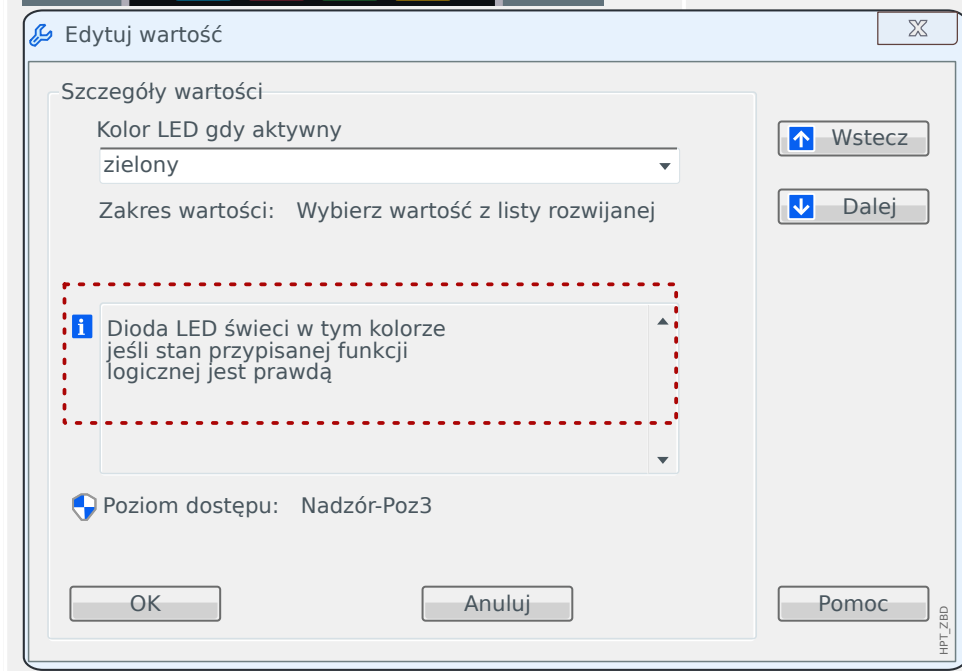 Edytuj wartość
Szczegóły wartości
Kolor LED gdy aktywny
zielony
Zakres wartości: Wybierz wartość z listy rozwijanej
Wstecz
Dalej
i
Dioda LED świeci w tym kolorze
jeśli stan przypisanej funkcji
logicznej jest prawdą
Poziom dostępu: Nadzór-Poz3
OK
Anuluj
Pomoc
HPT_ZBD